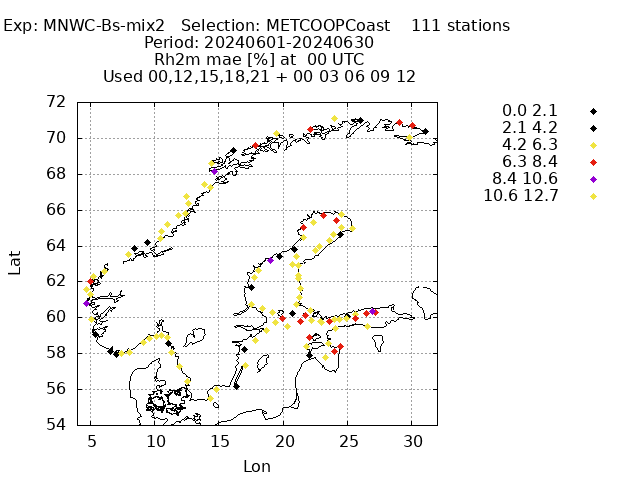 Exp: MNWC-Bs-mix2   Selection: METCOOPCoast    111 stations
Period: 20240601-20240630
Rh2m mae [%] at  00 UTC
Used 00,12,15,18,21 + 00 03 06 09 12
0.0 2.1
2.1 4.2
4.2 6.3
6.3 8.4
8.4 10.6
10.6 12.7
72
70
68
66
64
62
60
58
56
54
Lat
5 10 15 20 25 30
Lon